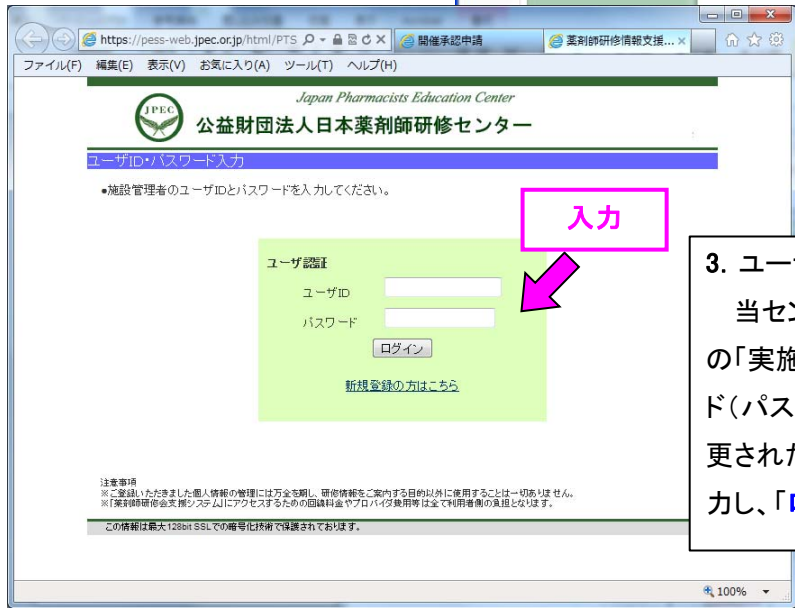 https://pess-web.jpec.or.jp/html/PTS
開催承認申請
薬剤師研修情報支援...
ファイル(F) 編集(E) 表示(V) お気に入り(A) ツール(T) ヘルプ(H)
JPEC
Japan Pharmacists Education Center
公益財団法人日本薬剤師研修センター
ユーザID・パスワード入力
●施設管理者のユーザIDとパスワードを入力してください。
入力
ユーザ認証
ユーザID
パスワード
ログイン
新規登録の方はこちら
3. ユー
当セン
の「実施
ド(パス
更された
力し、「
注意事項
※ご登録いただきました個人情報の管理には万全を期し、研修情報をご案内する目的以外に使用することは一切ありません。
※「薬剤師研修会支援システム」にアクセスするための回線料金やプロバイダ費用等は全て利用者側の負担となります。
この情報は最大128bit SSLでの暗号化技術で保護されております。
100%